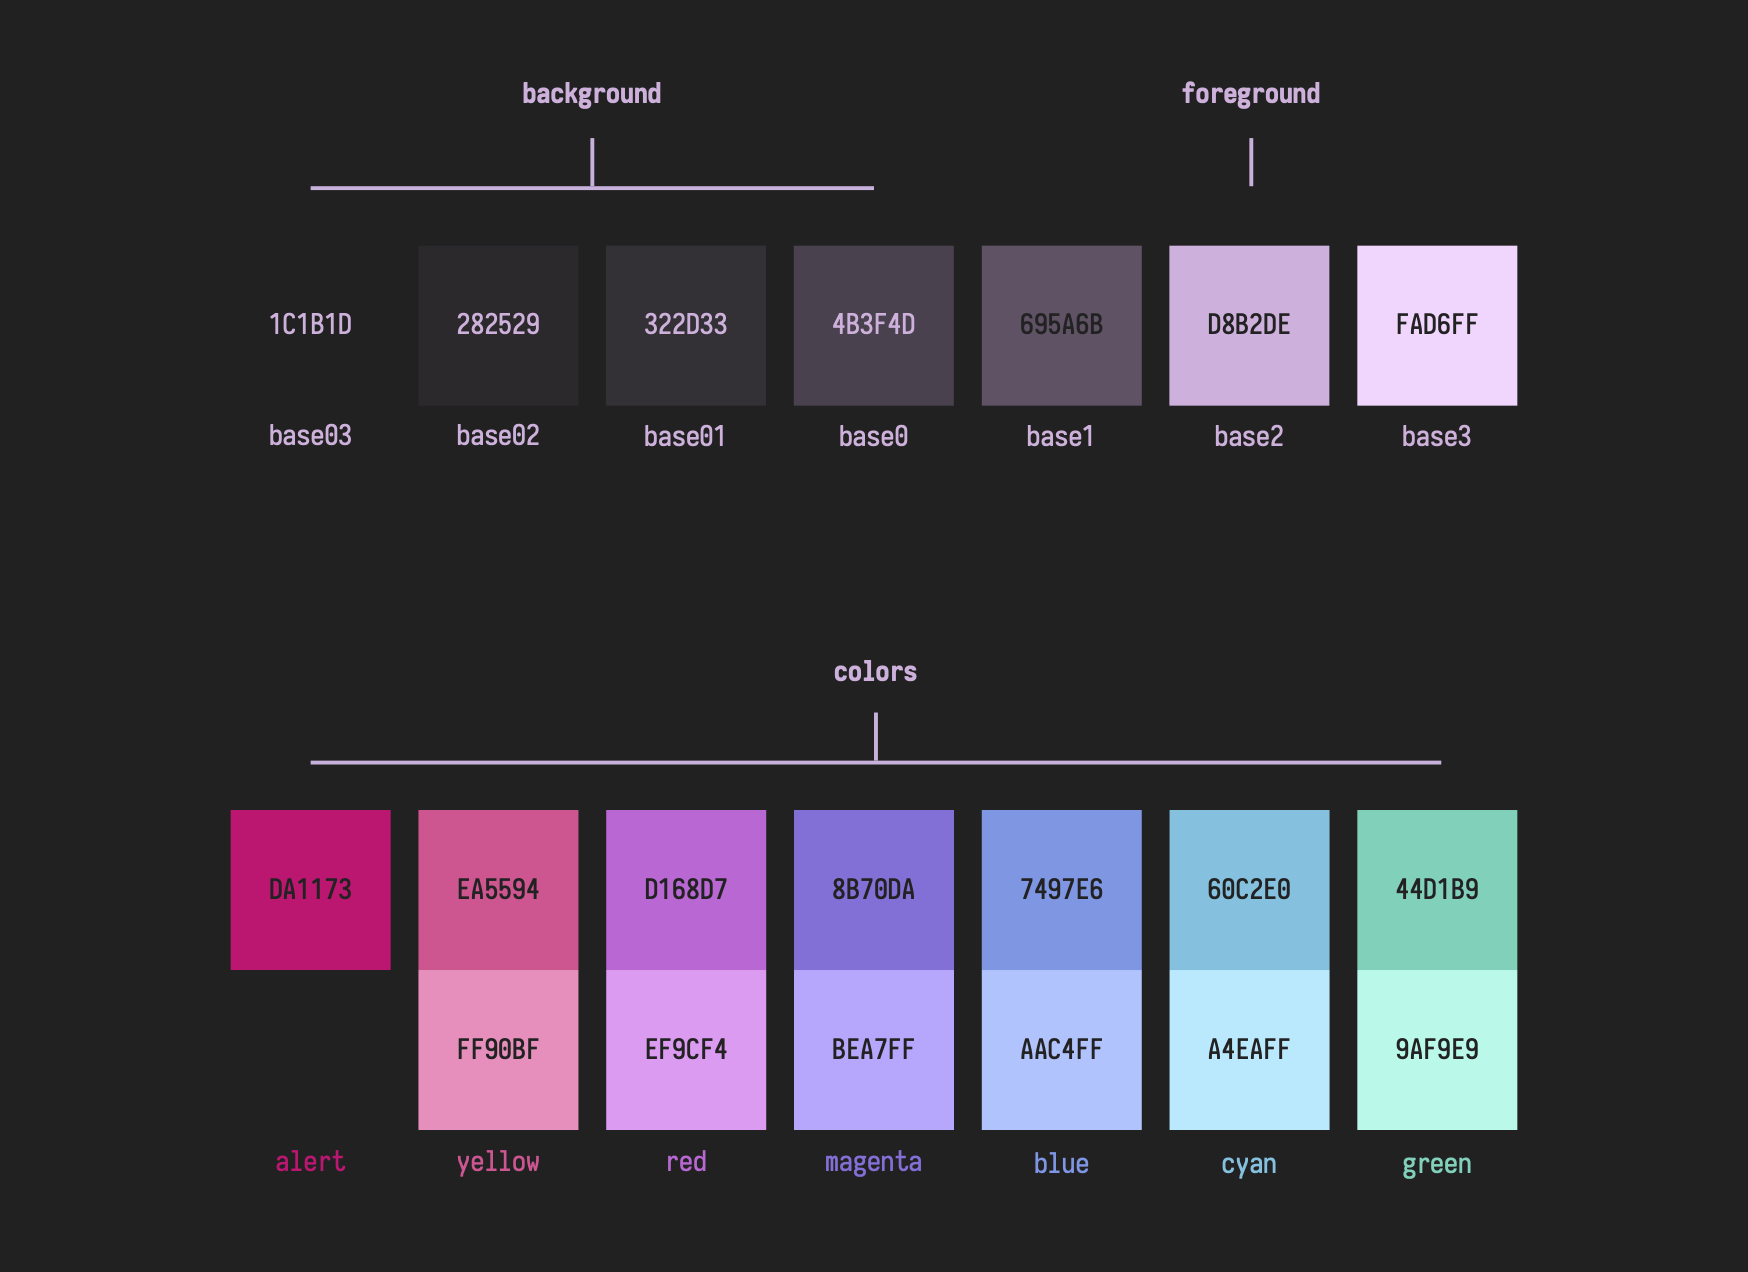 background foreground
1C1B1D 282529 322D33 4B3F4D 695A6B D8B2DE FAD6FF
base03 base02 base01 base0 base1 base2 base3
colors
DA1173 EA5594 D168D7 8B70DA 7497E6 60C2E0 44D1B9
FF90BF EF9CF4 BEA7FF AAC4FF A4EAFF 9AF9E9
alert yellow red magenta blue cyan green